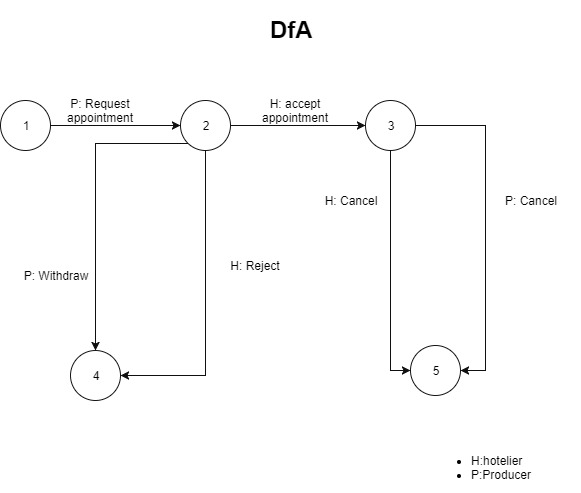 DfA
P: Request
appointment
H: accept
appointment
1
2
3
H: Cancel
P: Cancel
H: Reject
P: Withdraw
4
5
• H:hotelier
• P:Producer